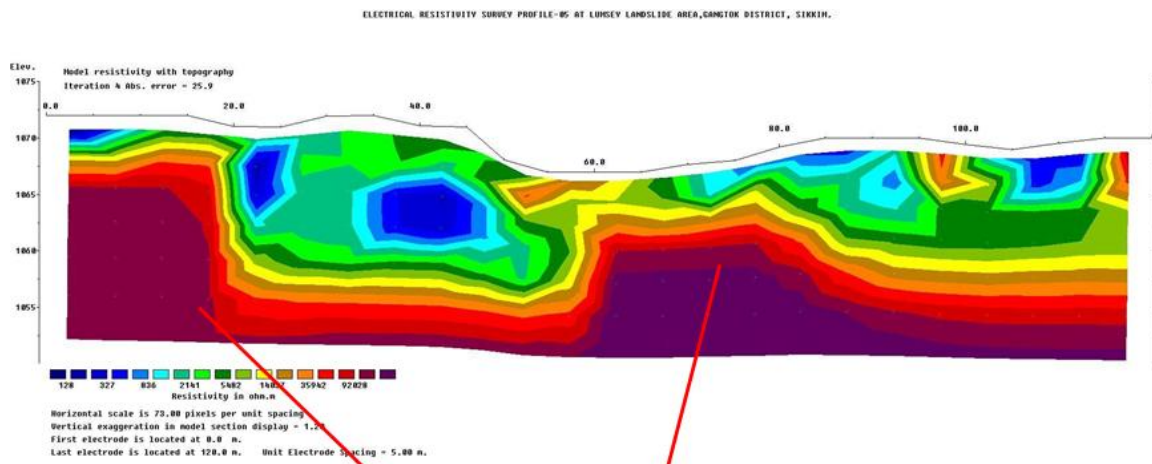 ELECTRICAL RESISTIVITY SURVEY PROFILE-05 AT LUMSEY LANDSLIDE AREA,GANGTOK DISTRICT, SIKKIM.
Elev.
Model resistivity with topography
1075
Iteration 4 Abs. error = 25.9
0.0 20.0 40.0 60.0 80.0 100.0
1070
1065
1060
1055
128 327 836 2141 5482 14037 35942 92028
Resistivity in ohm.m
Horizontal scale is 73.00 pixels per unit spacing
Vertical exaggeration in model section display =
First electrode is located at 0.0 m.
Last electrode is located at 120.0 m. Unit Electrode Spacing = 5.00 m.